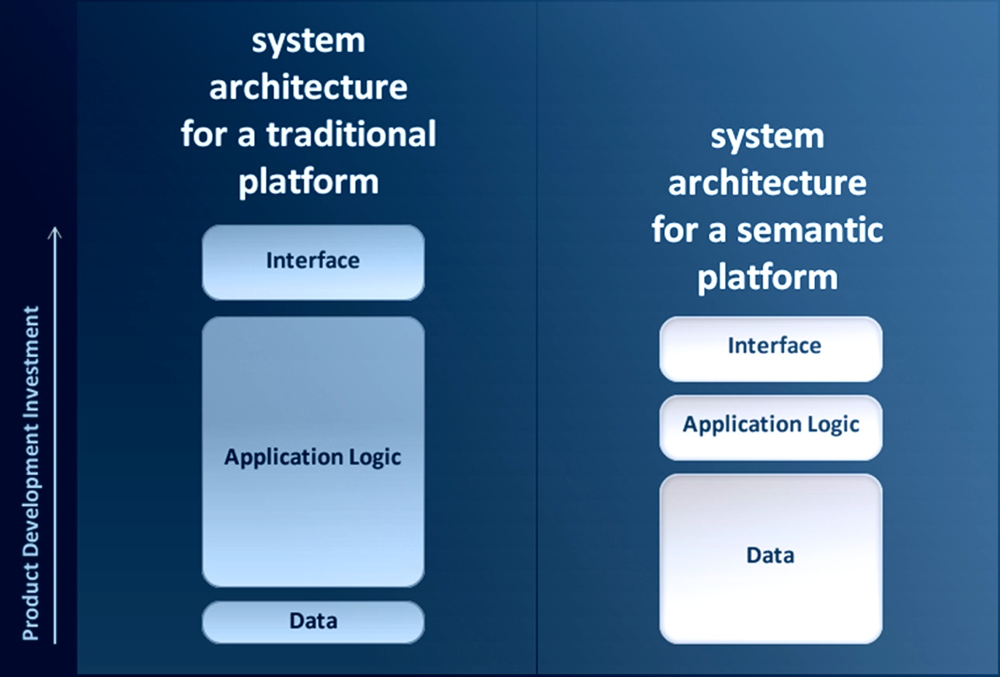 system
architecture
for a traditional
platform
Interface
Application Logic
Data
Product Development Investment
system
architecture
for a semantic
platform
Interface
Application Logic
Data